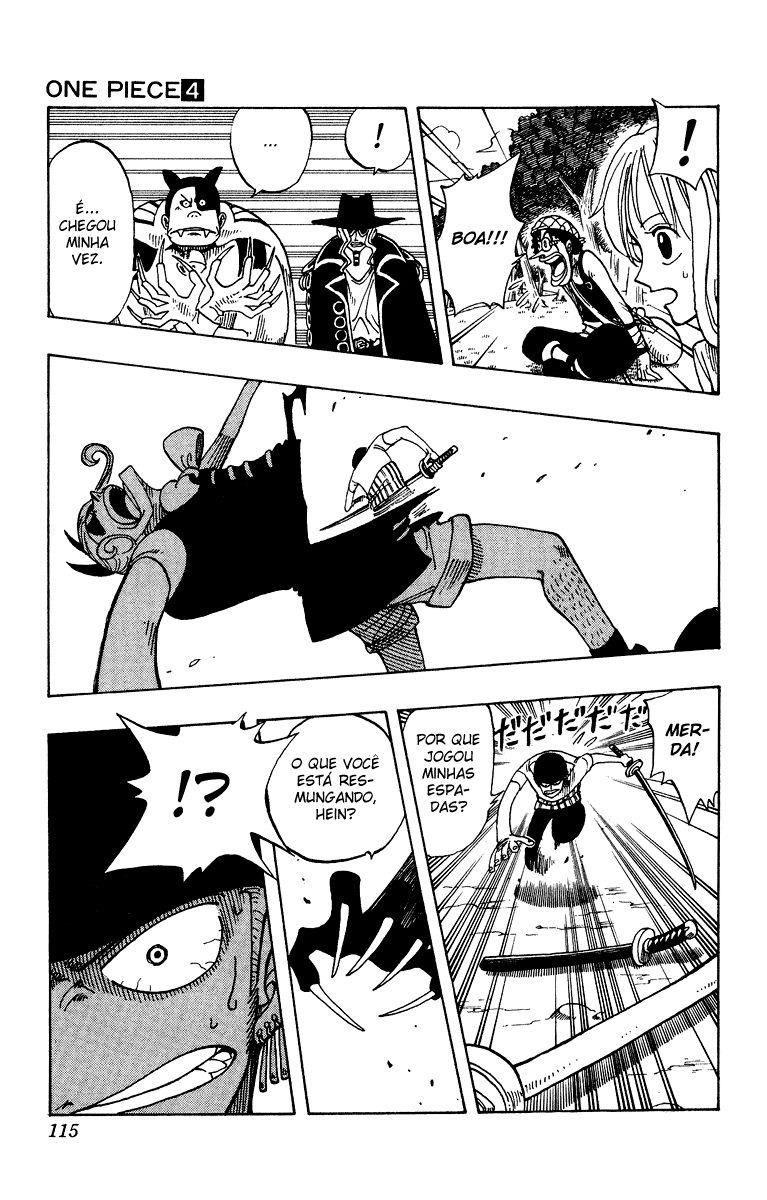 ONE PIECE 4
!
BOA!!!
!
...
É...
CHEGOU
MINHA
VEZ.
MER-
DA!
だだだだだ
POR QUE
JOGOU
MINHAS
ESPA-
DAS?
O QUE VOCÊ
ESTÁ RES-
MUNGANDO,
HEIN?
!?
115